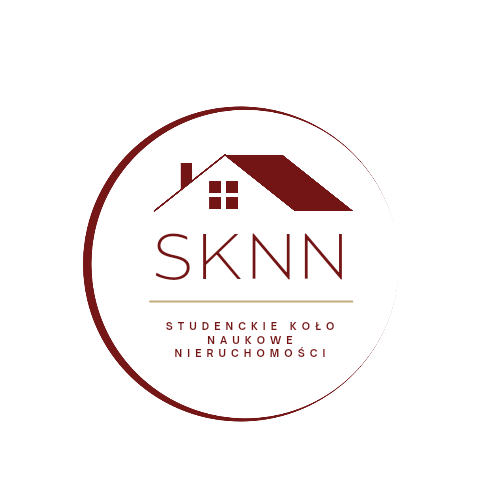 SKNN
STUDENCKIE KOŁO
NAUKOWE
NIERUCHOMOŚCI